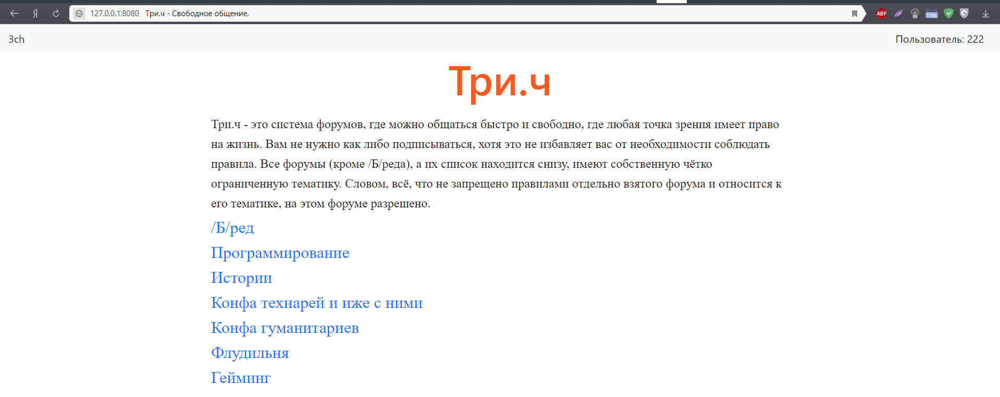 Я 127.0.0.1:8080 Три.ч - Свободное общение. ABP 1105
3ch Пользователь: 222
Три.ч
Три.ч - это система форумов, где можно общаться быстро и свободно, где любая точка зрения имеет право
на жизнь. Вам не нужно как либо подписываться, хотя это не избавляет вас от необходимости соблюдать
правила. Все форумы (кроме /Б/реда), а их список находится снизу, имеют собственную чётко
ограниченную тематику. Словом, всё, что не запрещено правилами отдельно взятого форума и относится к
его тематике, на этом форуме разрешено.
/Б/ред
Программирование
Истории
Конфа технарей и иже с ними
Конфа гуманитариев
Флудильня
Гейминг